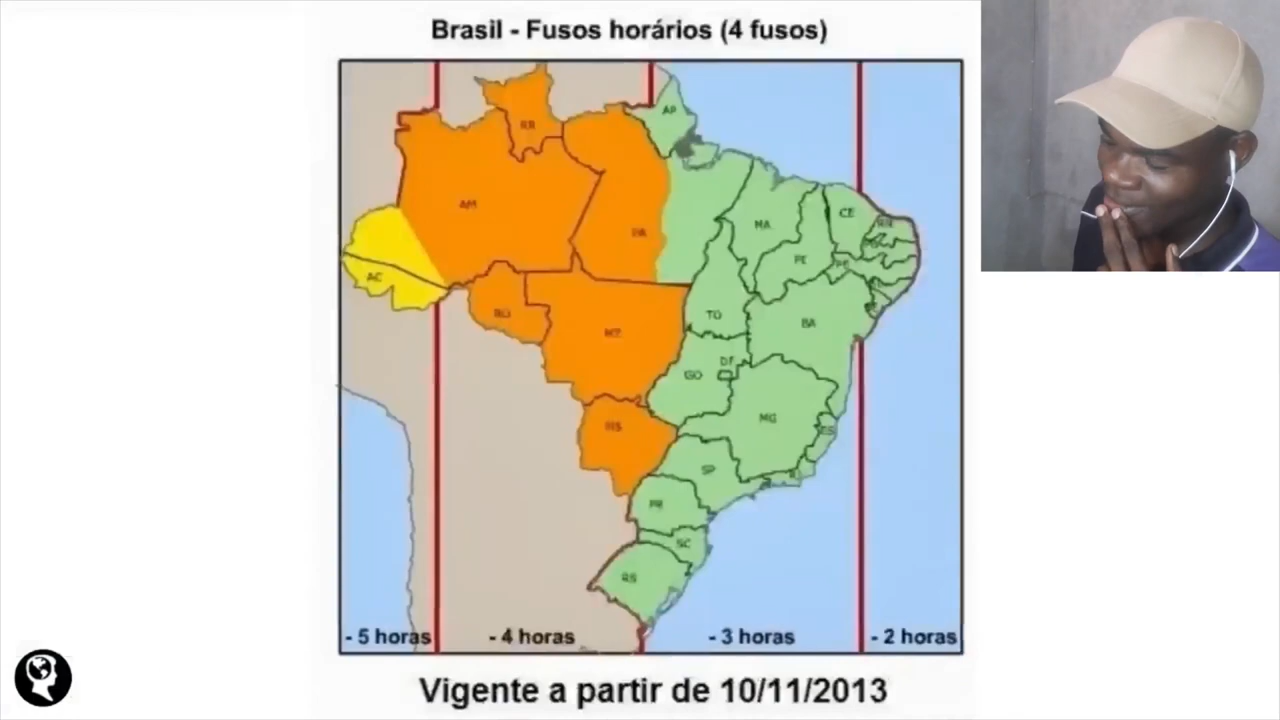 Brasil - Fusos horários (4 fusos)
AP
RR
AM
PA
MA
CE
RN
AC
PI
RO
MT
TO
BA
GO
DF
MS
MG
ES
SP
PR
SC
RS
- 5 horas
- 4 horas
- 3 horas
- 2 horas
Vigente a partir de 10/11/2013